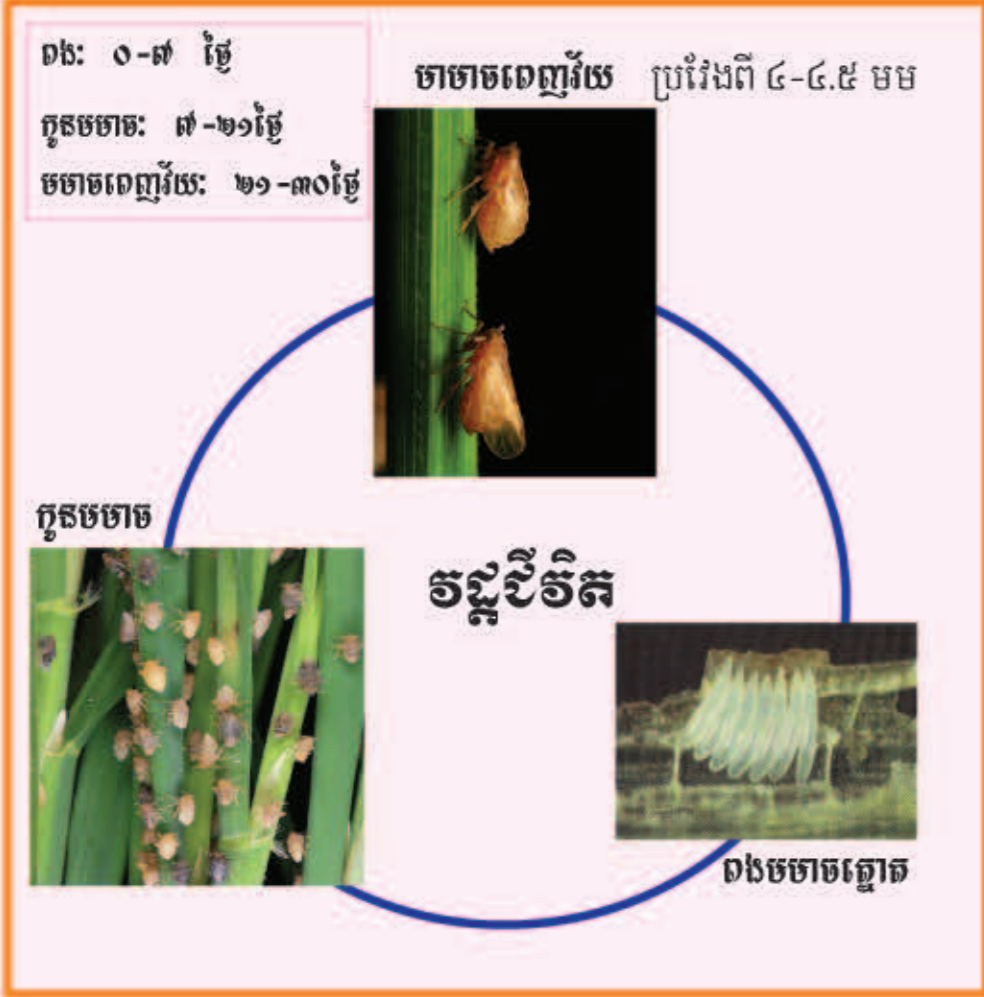 ពង: ០-៧ ថ្ងៃ
កូនមមាច: ៧-២១ថ្ងៃ
មមាចពេញវ័យ: ២១-៣០ថ្ងៃ
មាមាចពេញវ័យ ប្រវែងពី ៤-៤.៥ មម
កូនមមាច
វដ្តជីវិត
ពងមមាចត្នោត